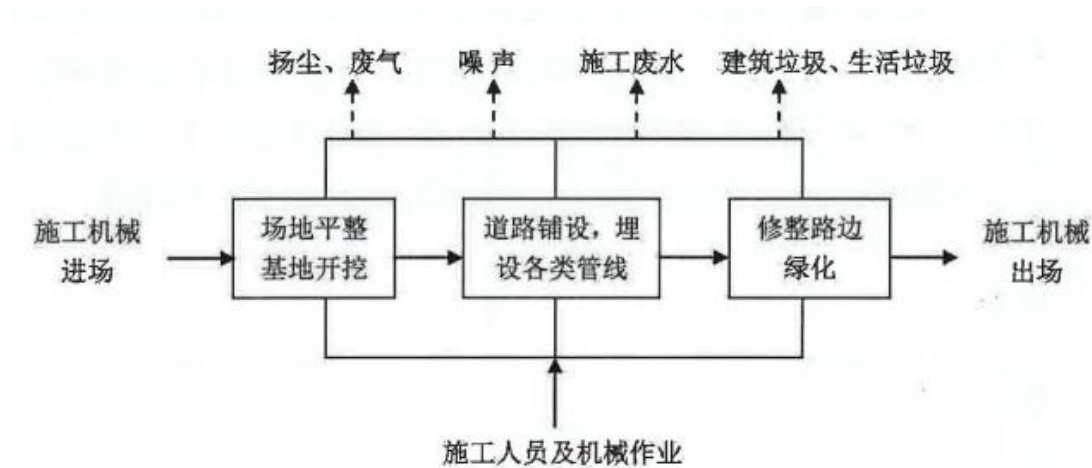 扬尘、废气 噪声 施工废水 建筑垃圾、生活垃圾
施工机械
进场
场地平整
基地开挖
道路铺设，埋
设各类管线
修整路边
绿化
施工机械
出场
施工人员及机械作业